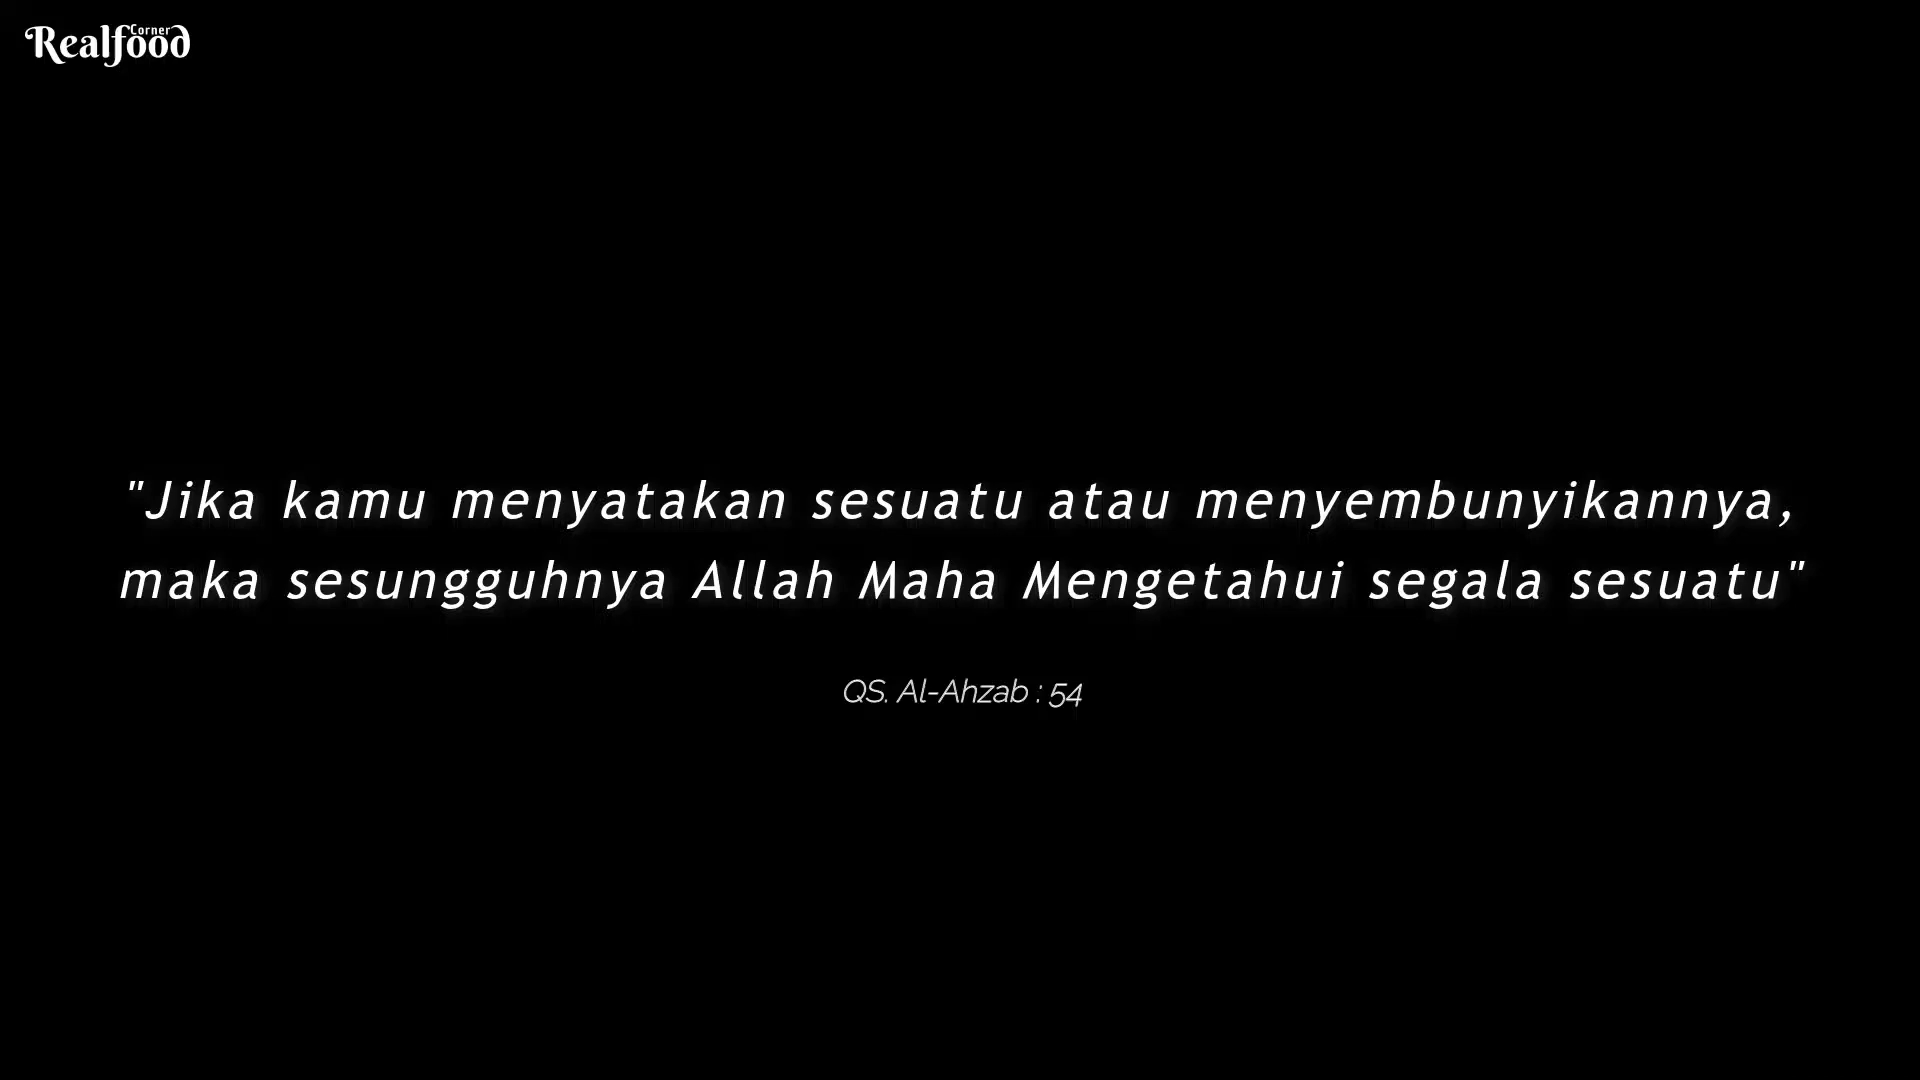 Realfood Corner
"Jika kamu menyatakan sesuatu atau menyembunyikannya,
maka sesungguhnya Allah Maha Mengetahui segala sesuatu"
QS. Al-Ahzab : 54